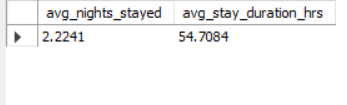 avg_nights_stayed avg_stay_duration_hrs
2.2241 54.7084